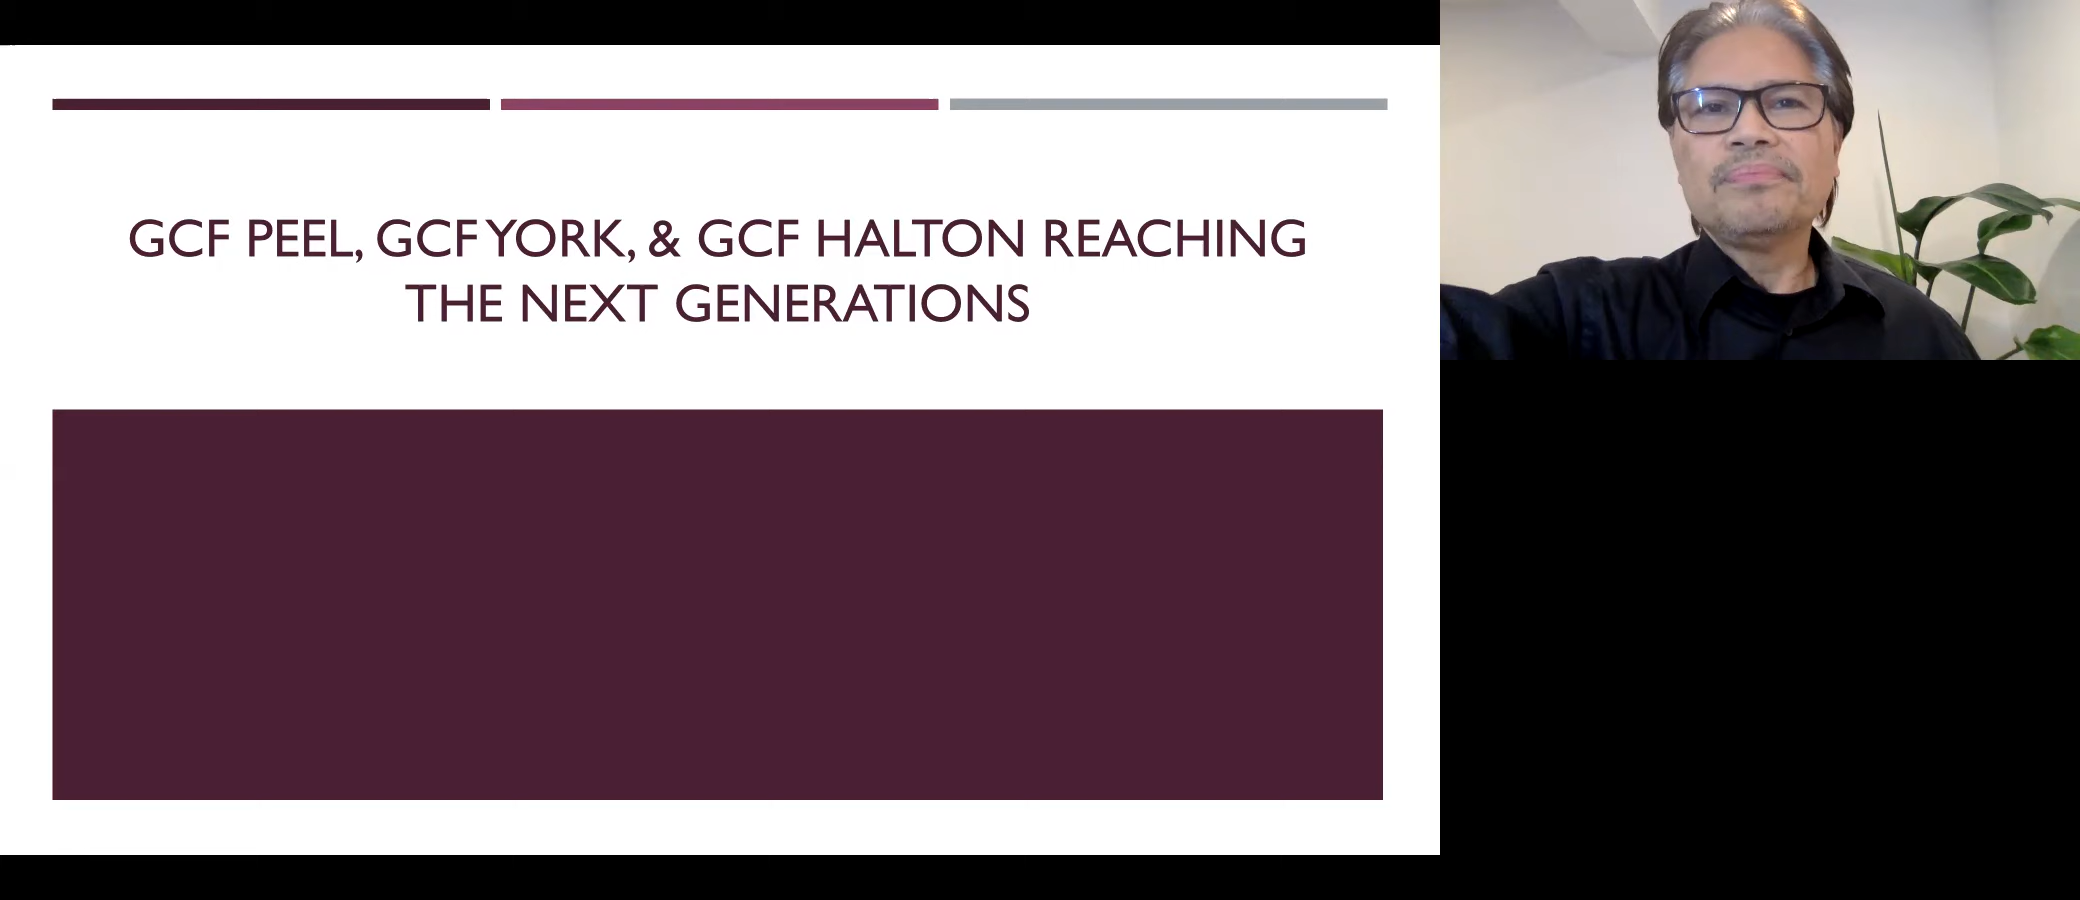 GCF PEEL, GCF YORK, & GCF HALTON REACHING
THE NEXT GENERATIONS